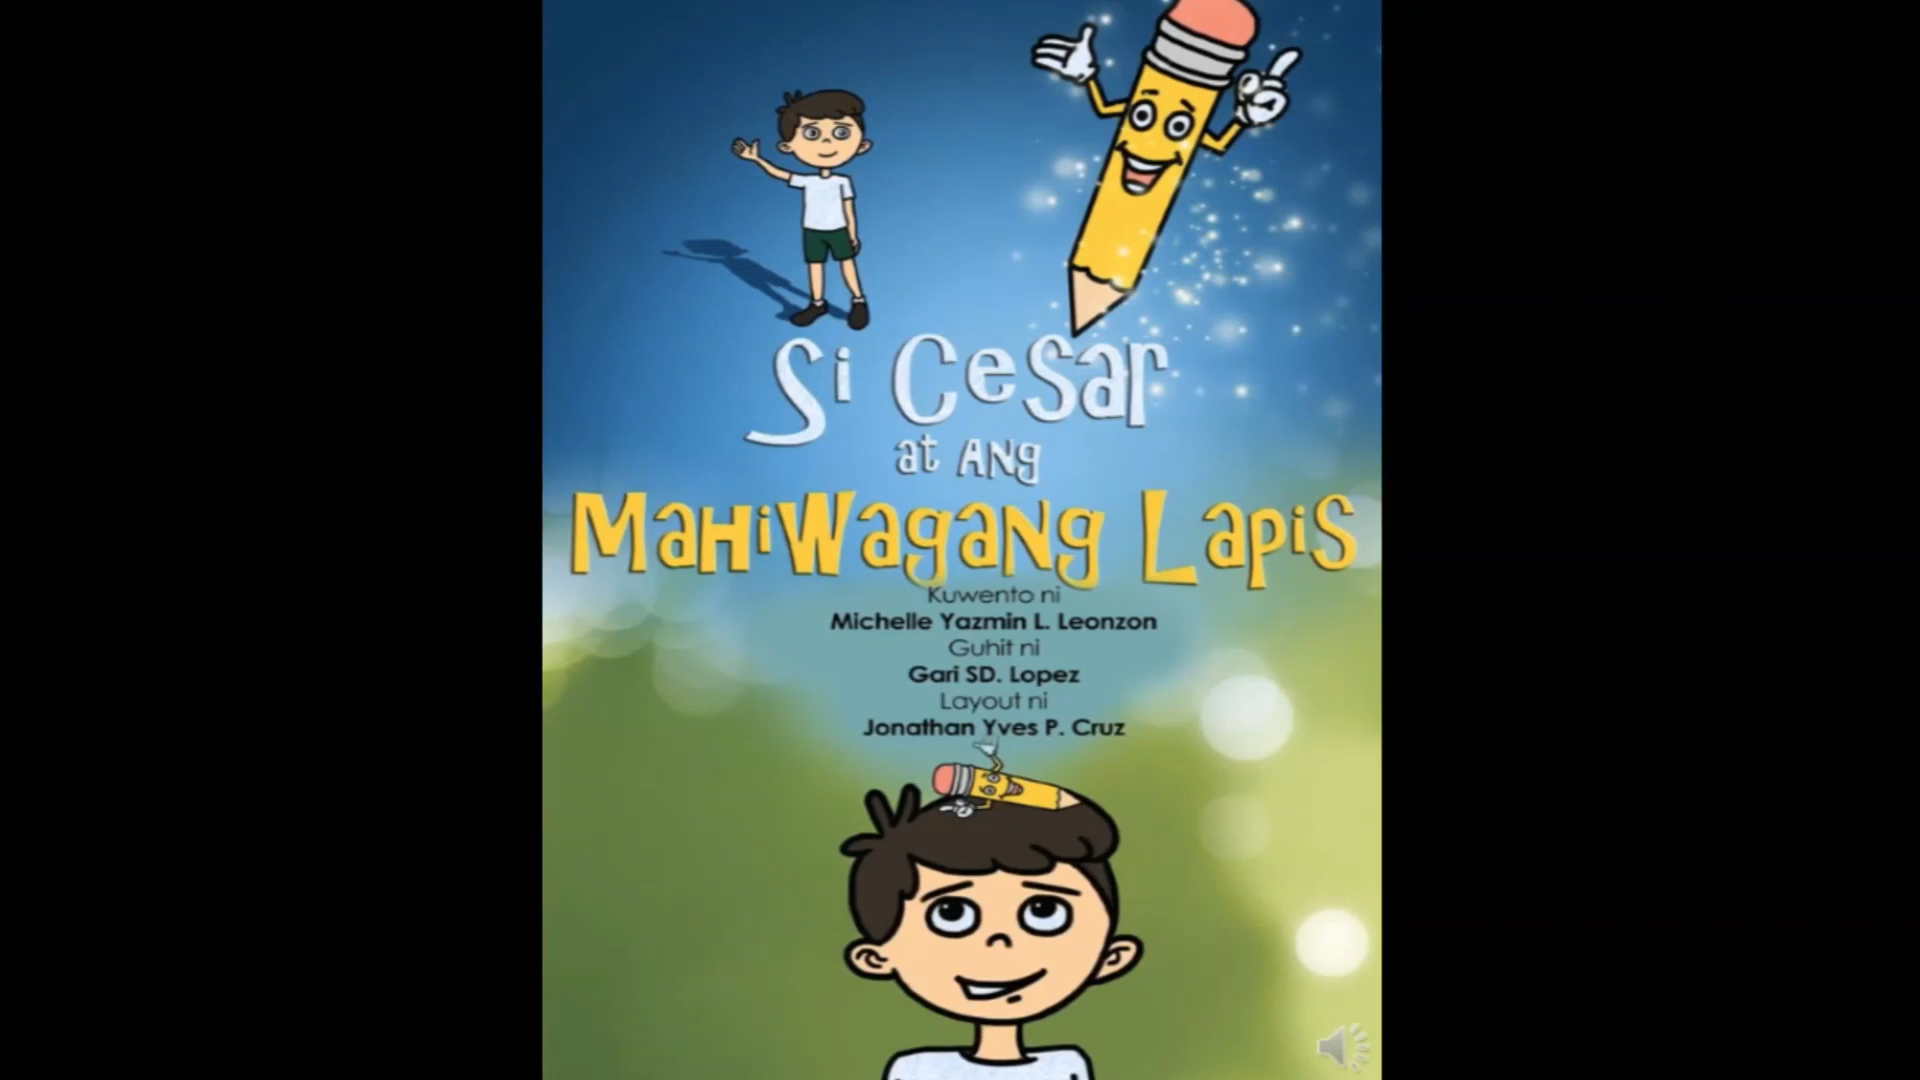 Si Cesar
at ANg
MaHiWagaNg Lapis
Kuwento ni
Michelle Yazmin L. Leonzon
Guhit ni
Gari SD. Lopez
Layout ni
Jonathan Yves P. Cruz